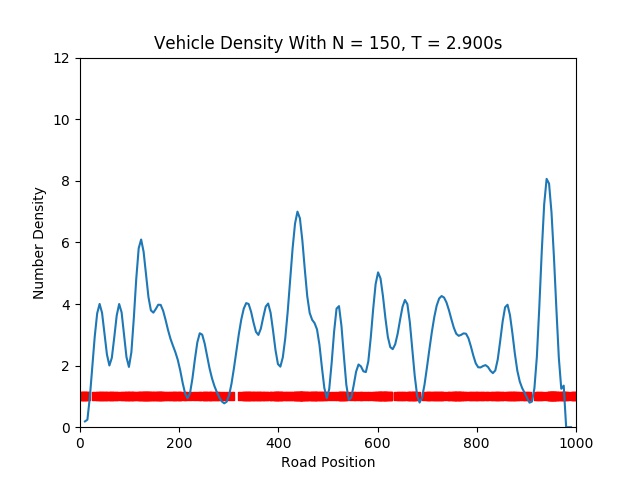 Vehicle Density With N = 150, T = 2.900s
12
10
8
6
4
2
0
Number Density
0 200 400 600 800 1000
Road Position